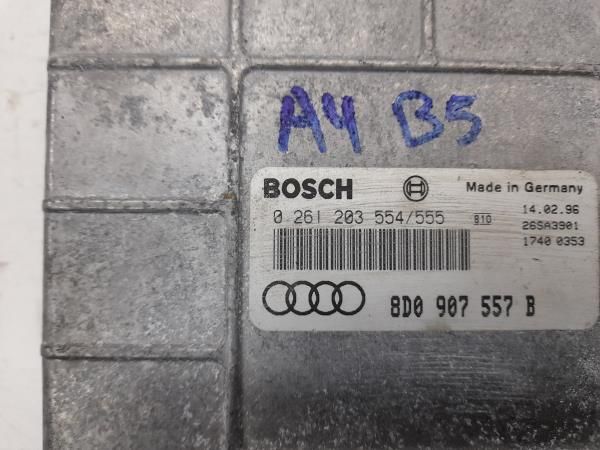 A4 B5
BOSCH
Made in Germany
0 261 203 554/555 810
14.02.96
26SA3901
1740 0353
8D0 907 557 B